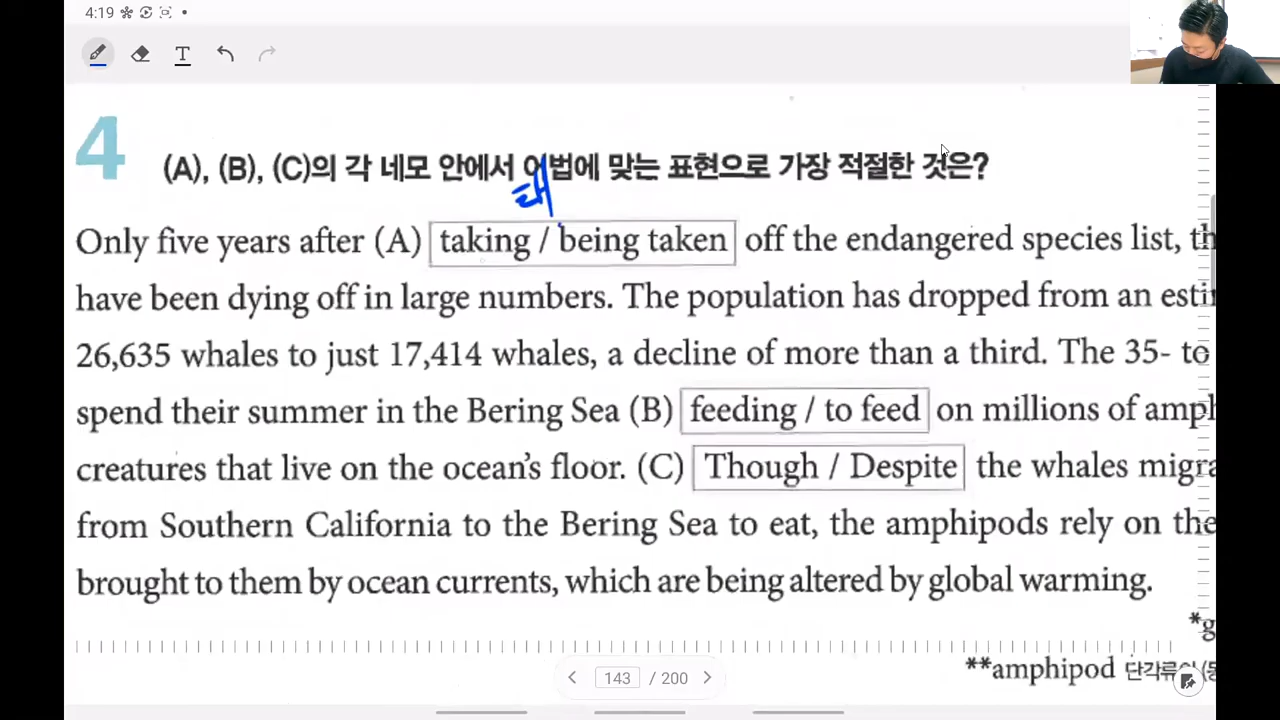 4:19
T
4
(A), (B), (C)의 각 네모 안에서 어법에 맞는 표현으로 가장 적절한 것은?
태
Only five years after (A) taking / being taken off the endangered species list, th
have been dying off in large numbers. The population has dropped from an esti
26,635 whales to just 17,414 whales, a decline of more than a third. The 35- to
spend their summer in the Bering Sea (B) feeding / to feed on millions of amph
creatures that live on the ocean's floor. (C) Though / Despite the whales migra
from Southern California to the Bering Sea to eat, the amphipods rely on the
brought to them by ocean currents, which are being altered by global warming.
*g
**amphipod 단각류
143 / 200